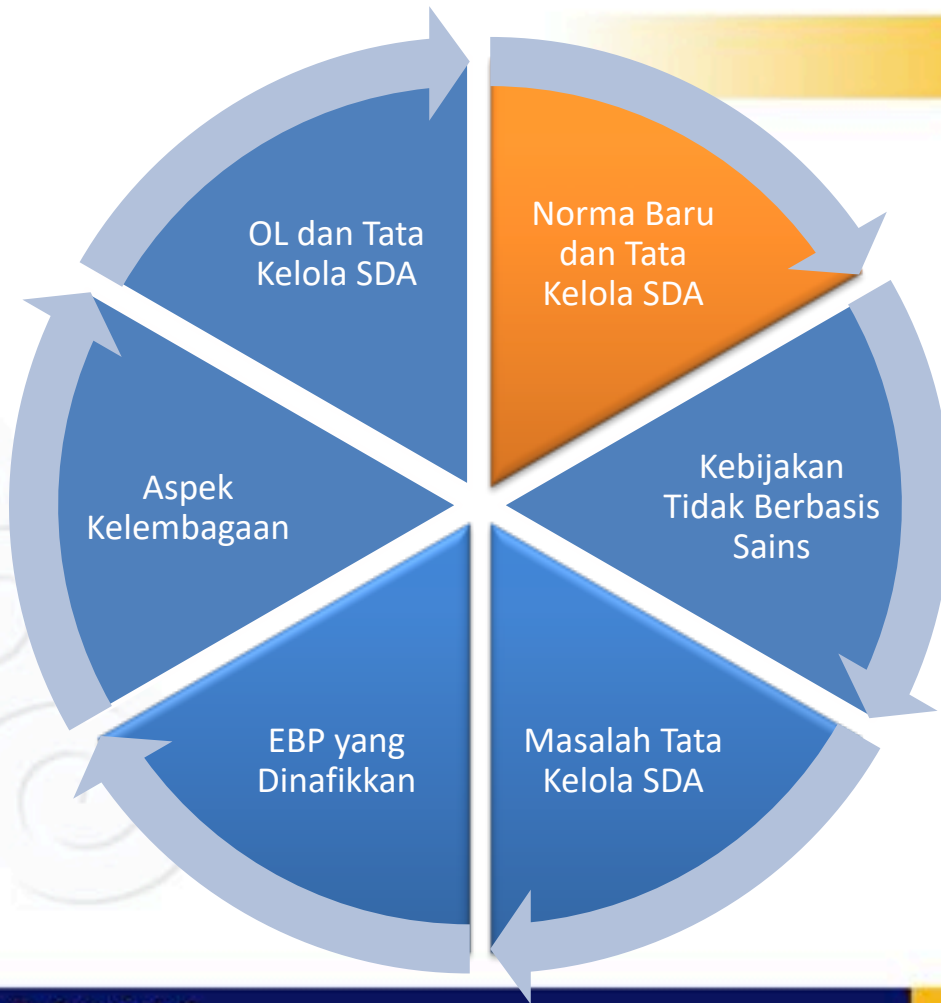 OL dan Tata
Kelola SDA
Norma Baru
dan Tata
Kelola SDA
Kebijakan
Tidak Berbasis
Sains
Masalah Tata
Kelola SDA
EBP yang
Dinafikkan
Aspek
Kelembagaan